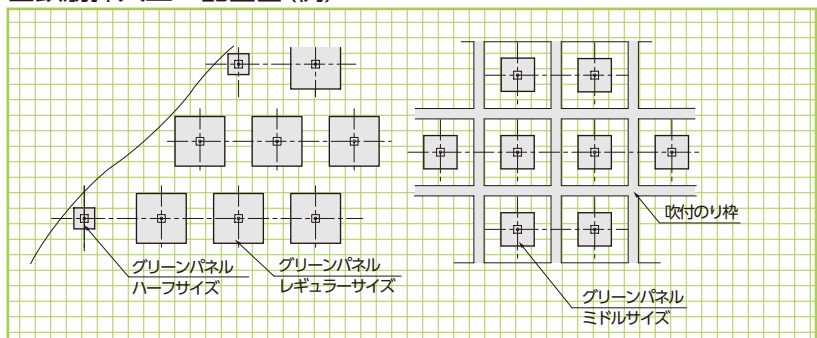 グリーンパネル
ハーフサイズ
グリーンパネル
レギュラーサイズ
吹付のり枠
グリーンパネル
ミドルサイズ